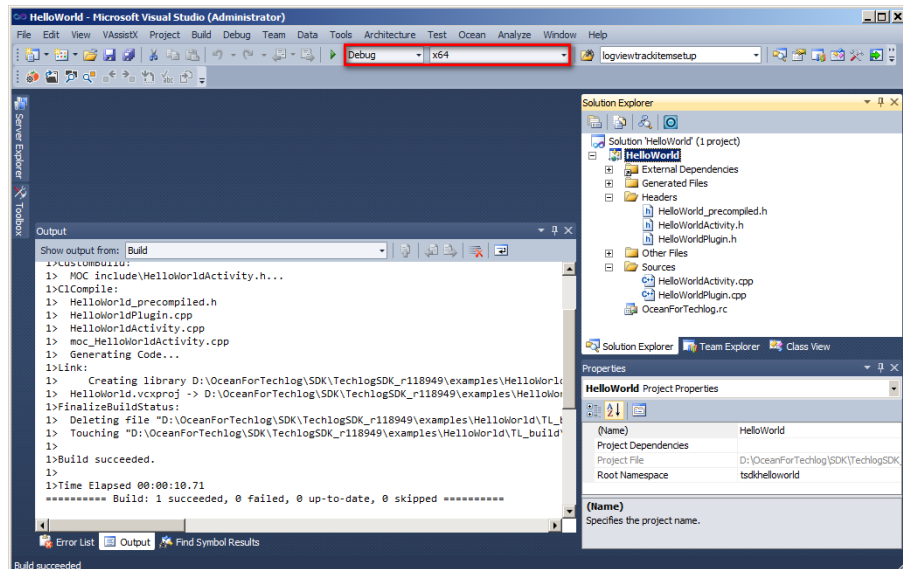 HelloWorld - Microsoft Visual Studio (Administrator)
File Edit View VAssistX Project Build Debug Team Data Tools Architecture Test Ocean Analyze Window Help
Debug x64 logviewtrackitemsetup
Server Explorer
Toolbox
Output
Show output from: Build
1>CustomBuild:
1> MOC include\HelloWorldActivity.h...
1>ClCompile:
1> HelloWorld_precompiled.h
1> HelloWorldPlugin.cpp
1> HelloWorldActivity.cpp
1> moc_HelloWorldActivity.cpp
1> Generating Code...
1>Link:
1> Creating library D:\OceanForTechlog\SDK\TechlogSDK_r118949\examples\HelloWorld
1> HelloWorld.vcxproj -> D:\OceanForTechlog\SDK\TechlogSDK_r118949\examples\HelloWor
1>FinalizeBuildStatus:
1> Deleting file "D:\OceanForTechlog\SDK\TechlogSDK_r118949\examples\HelloWorld\TL_b
1> Touching "D:\OceanForTechlog\SDK\TechlogSDK_r118949\examples\HelloWorld\TL_build\
1>
1>Build succeeded.
1>
1>Time Elapsed 00:00:10.71
========== Build: 1 succeeded, 0 failed, 0 up-to-date, 0 skipped ==========
Error List Output Find Symbol Results
Build succeeded
Solution Explorer
Solution 'HelloWorld' (1 project)
HelloWorld
External Dependencies
Generated Files
Headers
HelloWorld_precompiled.h
HelloWorldActivity.h
HelloWorldPlugin.h
Other Files
Sources
HelloWorldActivity.cpp
HelloWorldPlugin.cpp
OceanForTechlog.rc
Solution Explorer Team Explorer Class View
Properties
HelloWorld Project Properties
(Name) HelloWorld
Project Dependencies
Project File D:\OceanForTechlog\SDK\TechlogSDK_
Root Namespace tsdkhelloworld
(Name)
Specifies the project name.